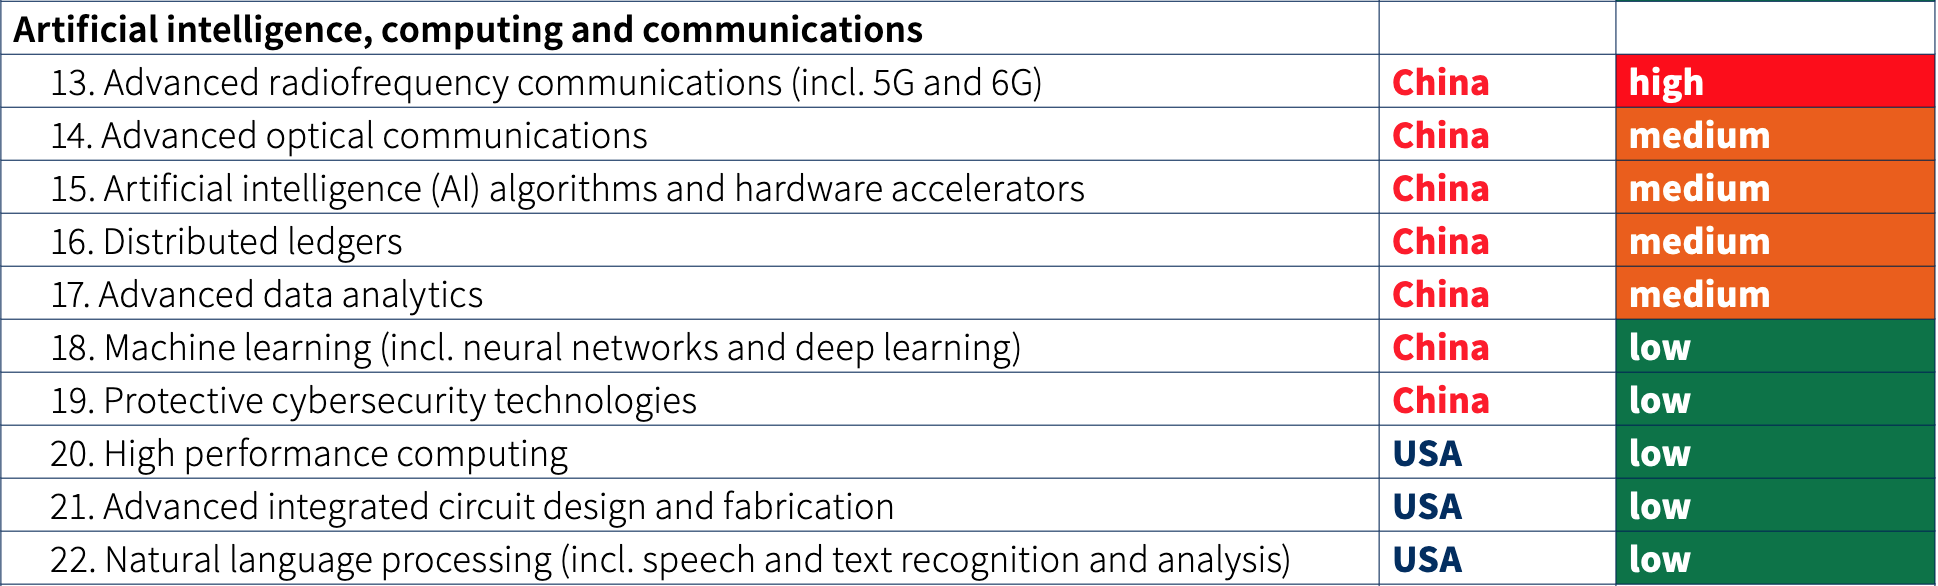 Artificial intelligence, computing and communications
13. Advanced radiofrequency communications (incl. 5G and 6G) China high
14. Advanced optical communications China medium
15. Artificial intelligence (AI) algorithms and hardware accelerators China medium
16. Distributed ledgers China medium
17. Advanced data analytics China medium
18. Machine learning (incl. neural networks and deep learning) China low
19. Protective cybersecurity technologies China low
20. High performance computing USA low
21. Advanced integrated circuit design and fabrication USA low
22. Natural language processing (incl. speech and text recognition and analysis) USA low